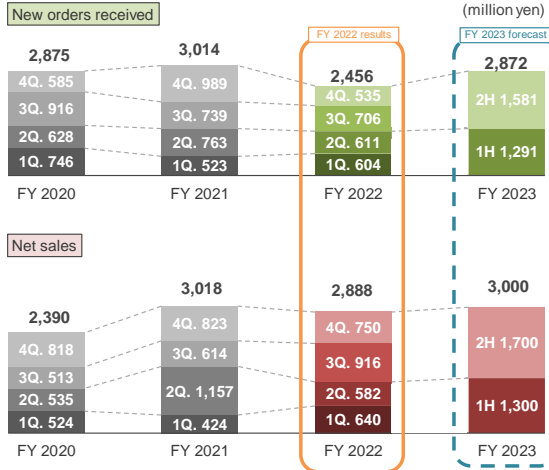 New orders received
(million yen)
FY 2022 results
FY 2023 forecast
2,875
3,014
2,456
2,872
4Q. 585
3Q. 916
2Q. 628
1Q. 746
4Q. 989
3Q. 739
2Q. 763
1Q. 523
4Q. 535
3Q. 706
2Q. 611
1Q. 604
2H 1,581
1H 1,291
FY 2020
FY 2021
FY 2022
FY 2023
Net sales
2,390
3,018
2,888
3,000
4Q. 818
3Q. 513
2Q. 535
1Q. 524
4Q. 823
3Q. 614
2Q. 1,157
1Q. 424
4Q. 750
3Q. 916
2Q. 582
1Q. 640
2H 1,700
1H 1,300
FY 2020
FY 2021
FY 2022
FY 2023